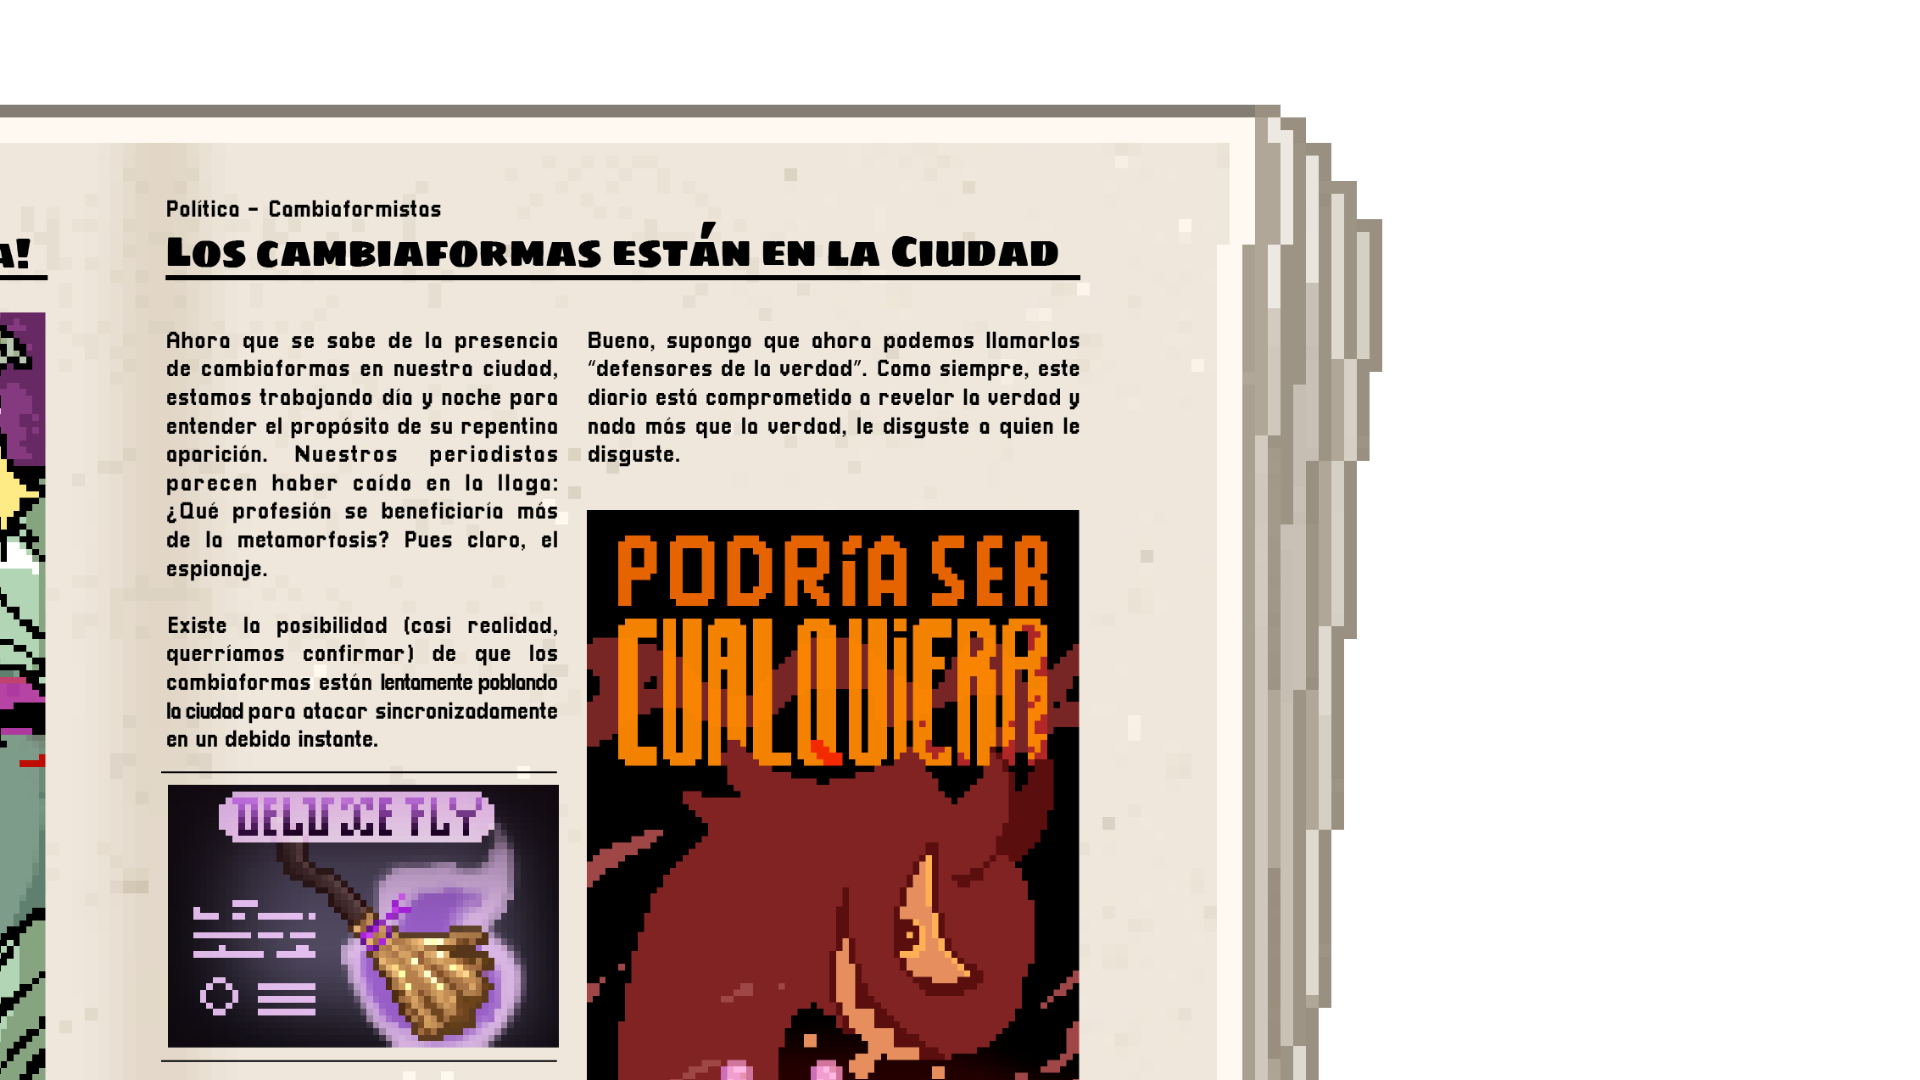 A!
Política - Cambiaformistas
Los cambiaformas están en la Ciudad
Ahora que se sabe de la presencia
de cambiaformas en nuestra ciudad,
estamos trabajando día y noche para
entender el propósito de su repentina
aparición. Nuestros periodistas
parecen haber caído en la llaga:
¿Qué profesión se beneficiaría más
de la metamorfosis? Pues claro, el
espionaje.
Existe la posibilidad (casi realidad,
querríamos confirmar) de que los
cambiaformas están lentamente poblando
la ciudad para atacar sincronizadamente
en un debido instante.
DELUXE FLY
Bueno, supongo que ahora podemos llamarlos
“defensores de la verdad”. Como siempre, este
diario está comprometido a revelar la verdad y
nada más que la verdad, le disguste a quien le
disguste.
PODRÍA SER
CUALQUIERA